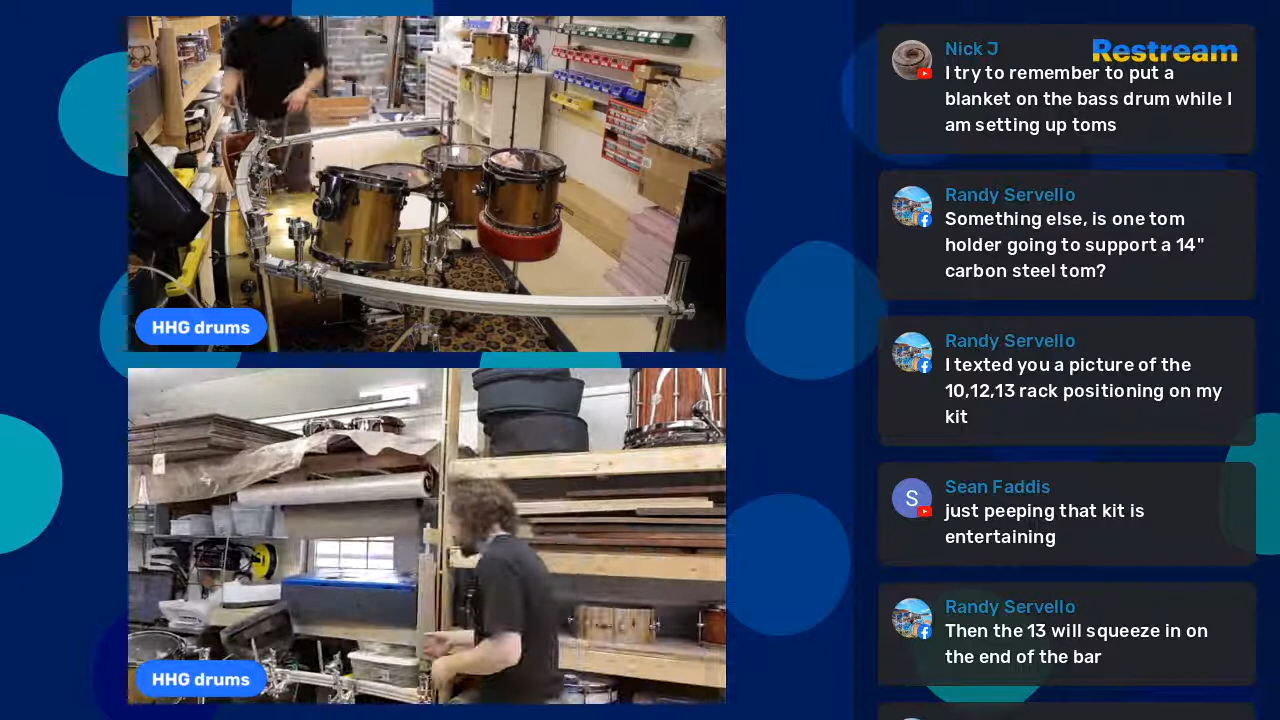 HHG drums
HHG drums
Restream
Nick J
I try to remember to put a
blanket on the bass drum while I
am setting up toms
Randy Servello
Something else, is one tom
holder going to support a 14"
carbon steel tom?
Randy Servello
I texted you a picture of the
10,12,13 rack positioning on my
kit
S
Sean Faddis
just peeping that kit is
entertaining
Randy Servello
Then the 13 will squeeze in on
the end of the bar